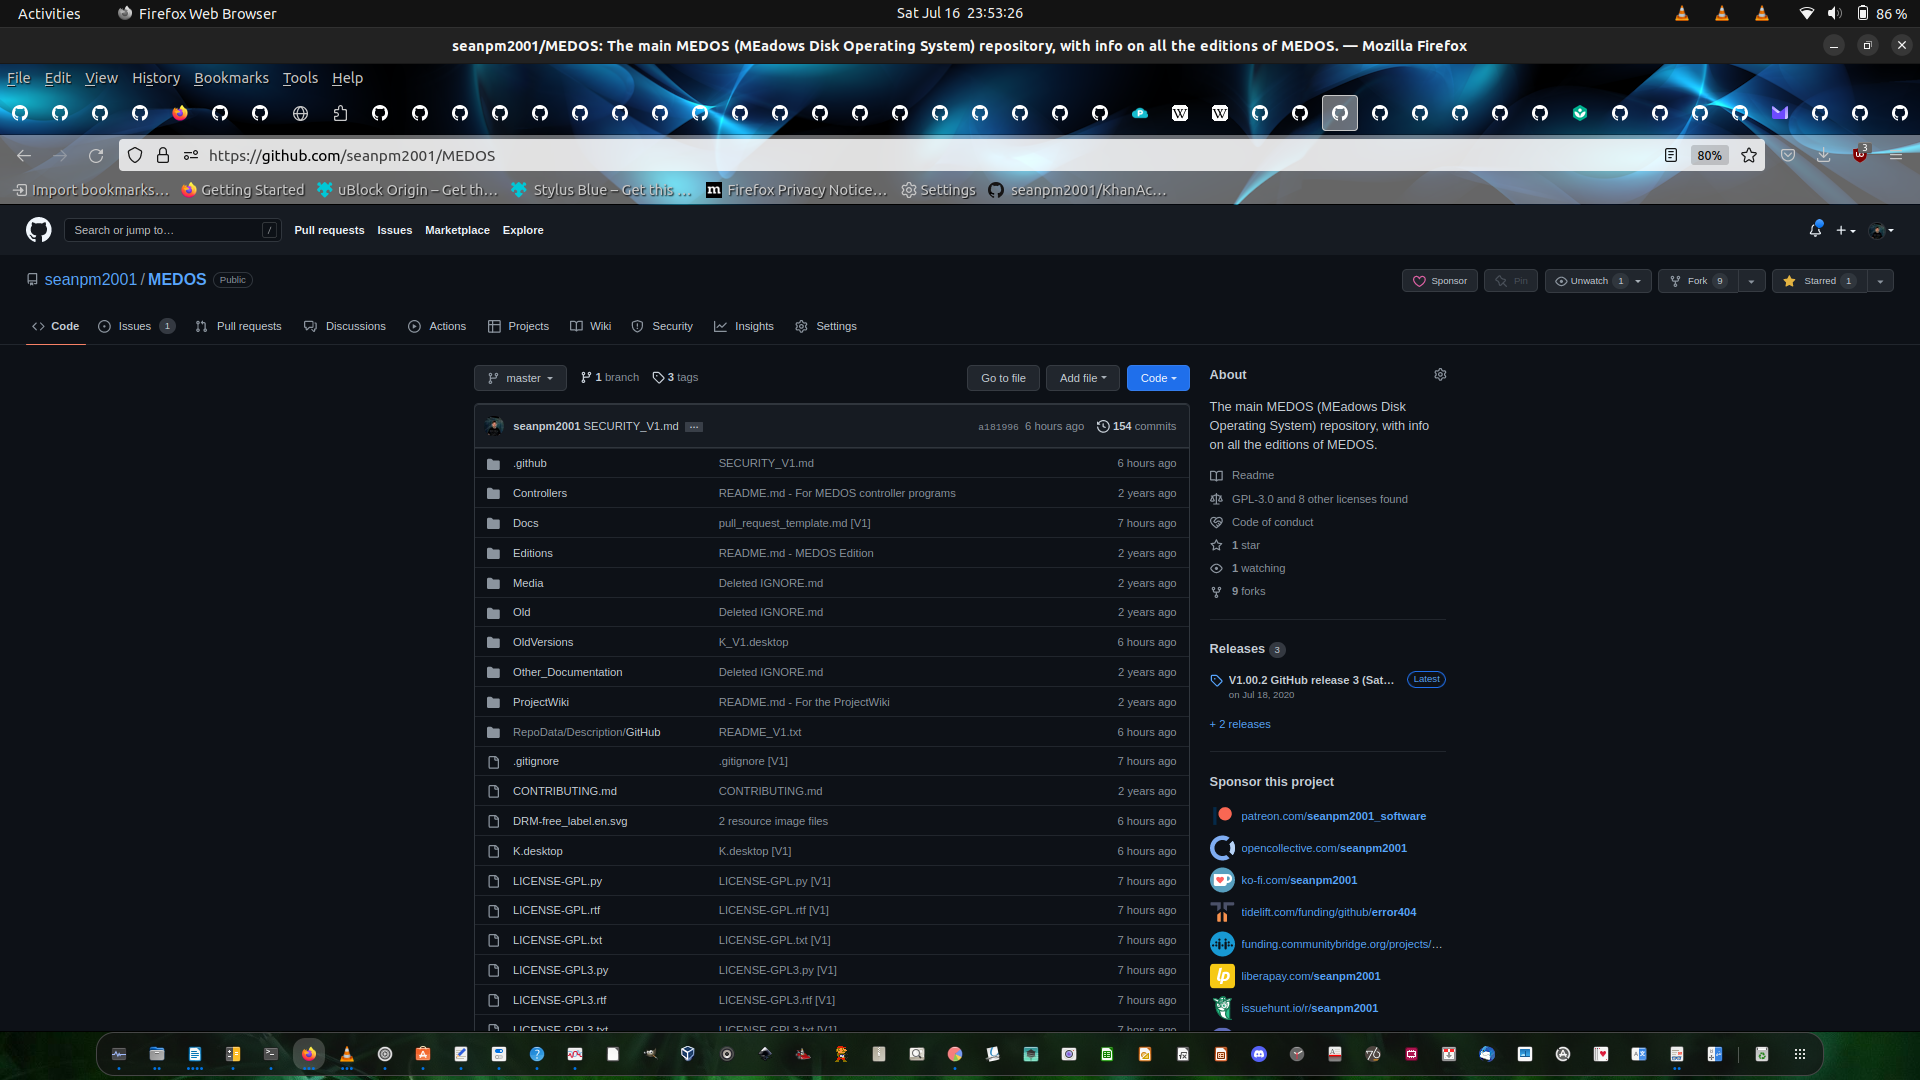 Activities Firefox Web Browser Sat Jul 16 23:53:26 86 %
seanpm2001/MEDOS: The main MEDOS (MEadows Disk Operating System) repository, with info on all the editions of MEDOS. — Mozilla Firefox
File Edit View History Bookmarks Tools Help
https://github.com/seanpm2001/MEDOS 80% 3
Import bookmarks… Getting Started uBlock Origin – Get th… Stylus Blue – Get this … Firefox Privacy Notice… Settings seanpm2001/KhanAc…
Search or jump to… / Pull requests Issues Marketplace Explore
seanpm2001 / MEDOS Public Sponsor Pin Unwatch 1 Fork 9 Starred 1
Code Issues 1 Pull requests Discussions Actions Projects Wiki Security Insights Settings
master 1 branch 3 tags Go to file Add file Code
seanpm2001 SECURITY_V1.md … a181996 6 hours ago 154 commits
.github SECURITY_V1.md 6 hours ago
Controllers README.md - For MEDOS controller programs 2 years ago
Docs pull_request_template.md [V1] 7 hours ago
Editions README.md - MEDOS Edition 2 years ago
Media Deleted IGNORE.md 2 years ago
Old Deleted IGNORE.md 2 years ago
OldVersions K_V1.desktop 6 hours ago
Other_Documentation Deleted IGNORE.md 2 years ago
ProjectWiki README.md - For the ProjectWiki 2 years ago
RepoData/Description/GitHub README_V1.txt 6 hours ago
.gitignore .gitignore [V1] 7 hours ago
CONTRIBUTING.md CONTRIBUTING.md 2 years ago
DRM-free_label.en.svg 2 resource image files 6 hours ago
K.desktop K.desktop [V1] 6 hours ago
LICENSE-GPL.py LICENSE-GPL.py [V1] 7 hours ago
LICENSE-GPL.rtf LICENSE-GPL.rtf [V1] 7 hours ago
LICENSE-GPL.txt LICENSE-GPL.txt [V1] 7 hours ago
LICENSE-GPL3.py LICENSE-GPL3.py [V1] 7 hours ago
LICENSE-GPL3.rtf LICENSE-GPL3.rtf [V1] 7 hours ago
LICENSE-GPL3.txt LICENSE-GPL3.txt [V1] 7 hours ago
About
The main MEDOS (MEadows Disk
Operating System) repository, with info
on all the editions of MEDOS.
Readme
GPL-3.0 and 8 other licenses found
Code of conduct
1 star
1 watching
9 forks
Releases 3
V1.00.2 GitHub release 3 (Sat… Latest
on Jul 18, 2020
+ 2 releases
Sponsor this project
patreon.com/seanpm2001_software
opencollective.com/seanpm2001
ko-fi.com/seanpm2001
tidelift.com/funding/github/error404
funding.communitybridge.org/projects/…
liberapay.com/seanpm2001
issuehunt.io/r/seanpm2001